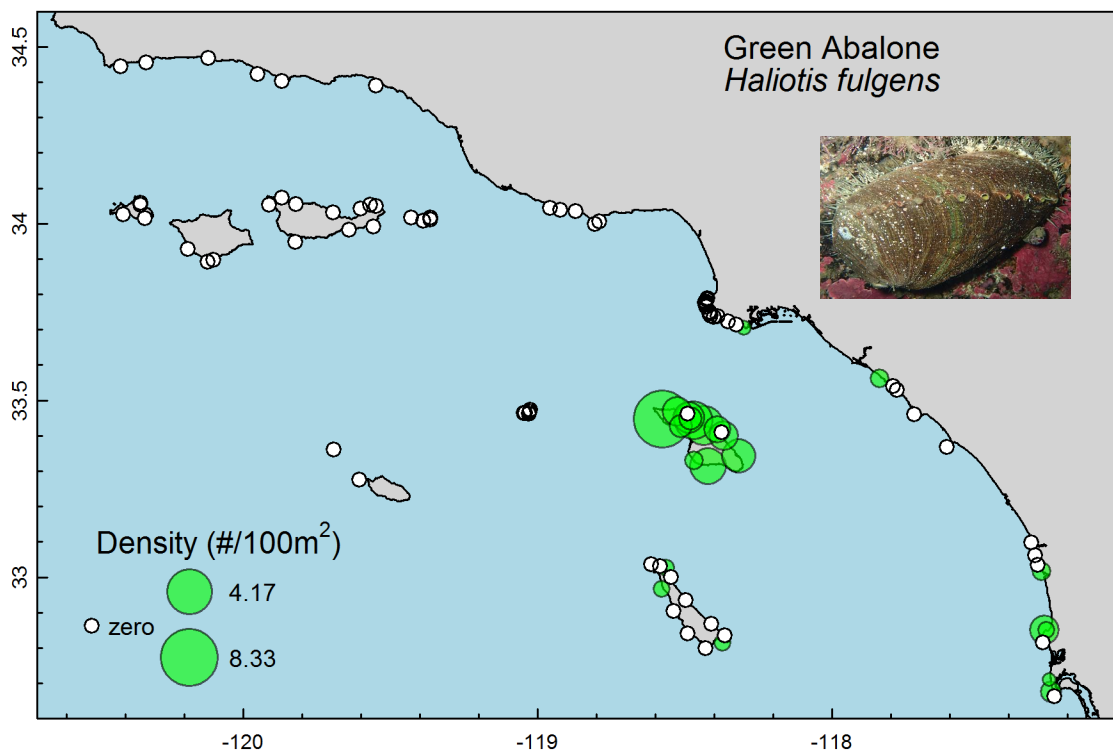 Green Abalone
Haliotis fulgens
34.5
34
33.5
33
Density (#/100m²)
4.17
zero
8.33
-120
-119
-118